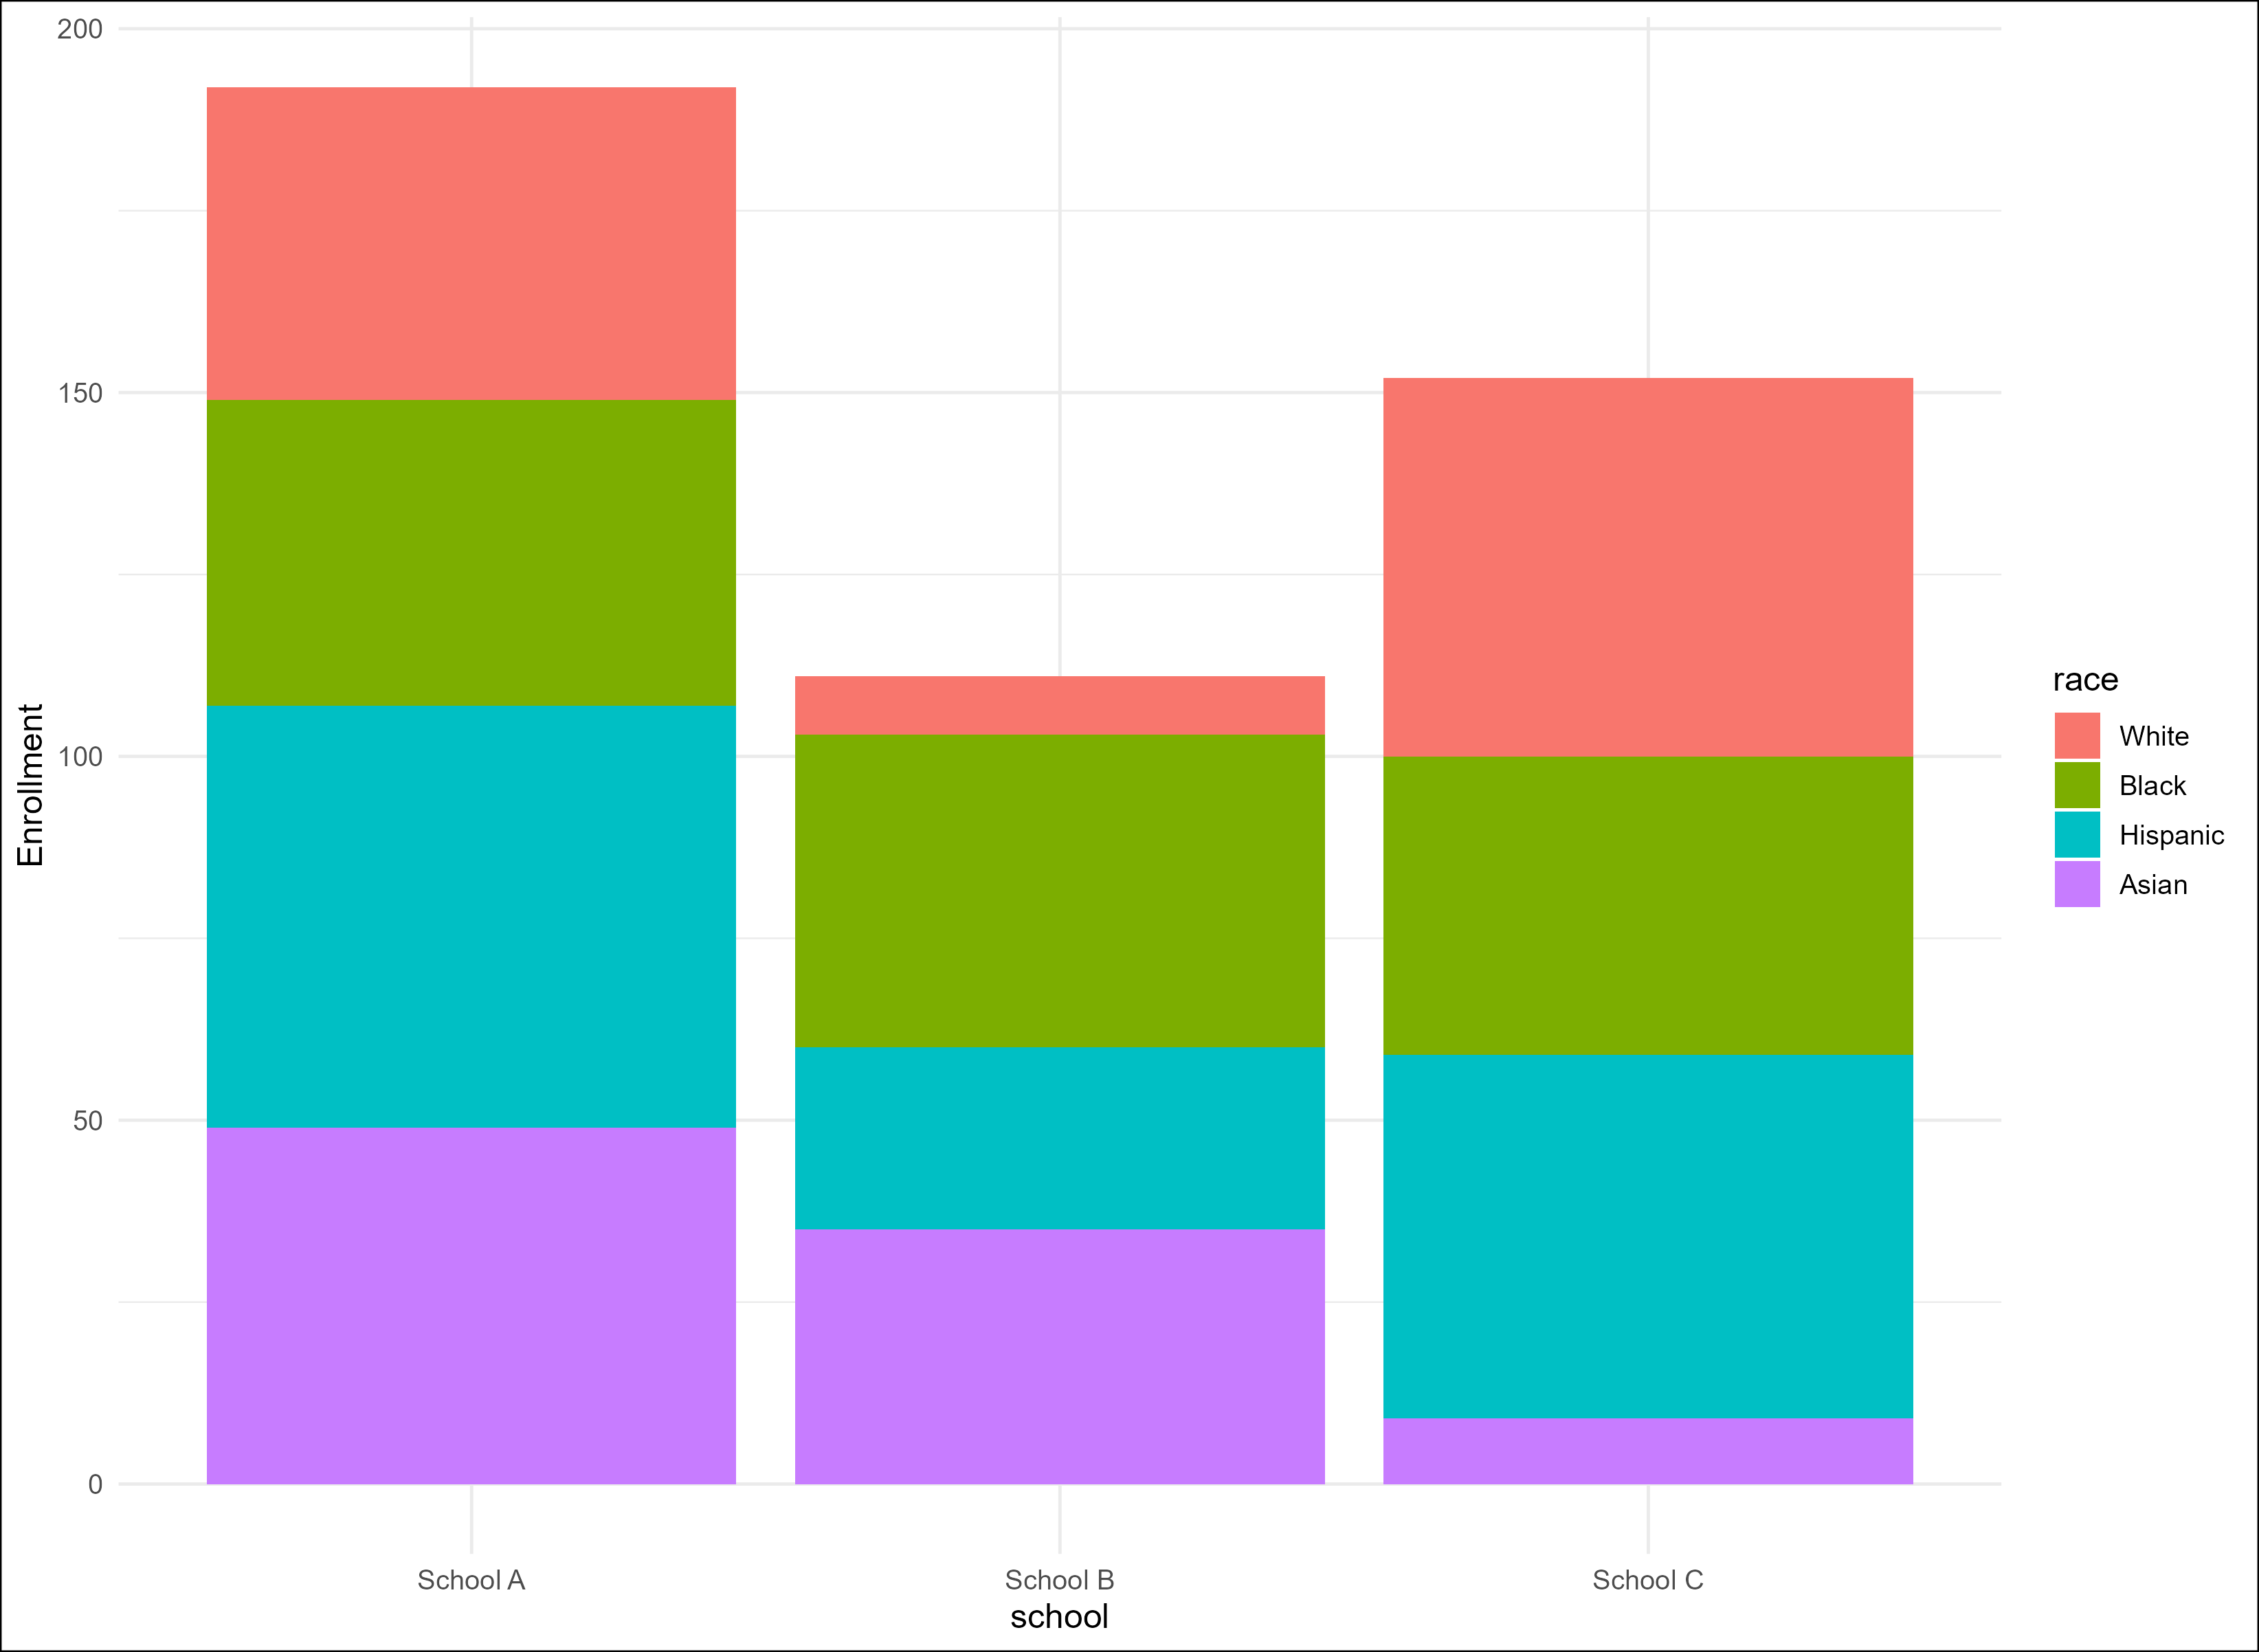 200
150
100
50
0
Enrollment
School A
School B
School C
school
race
White
Black
Hispanic
Asian